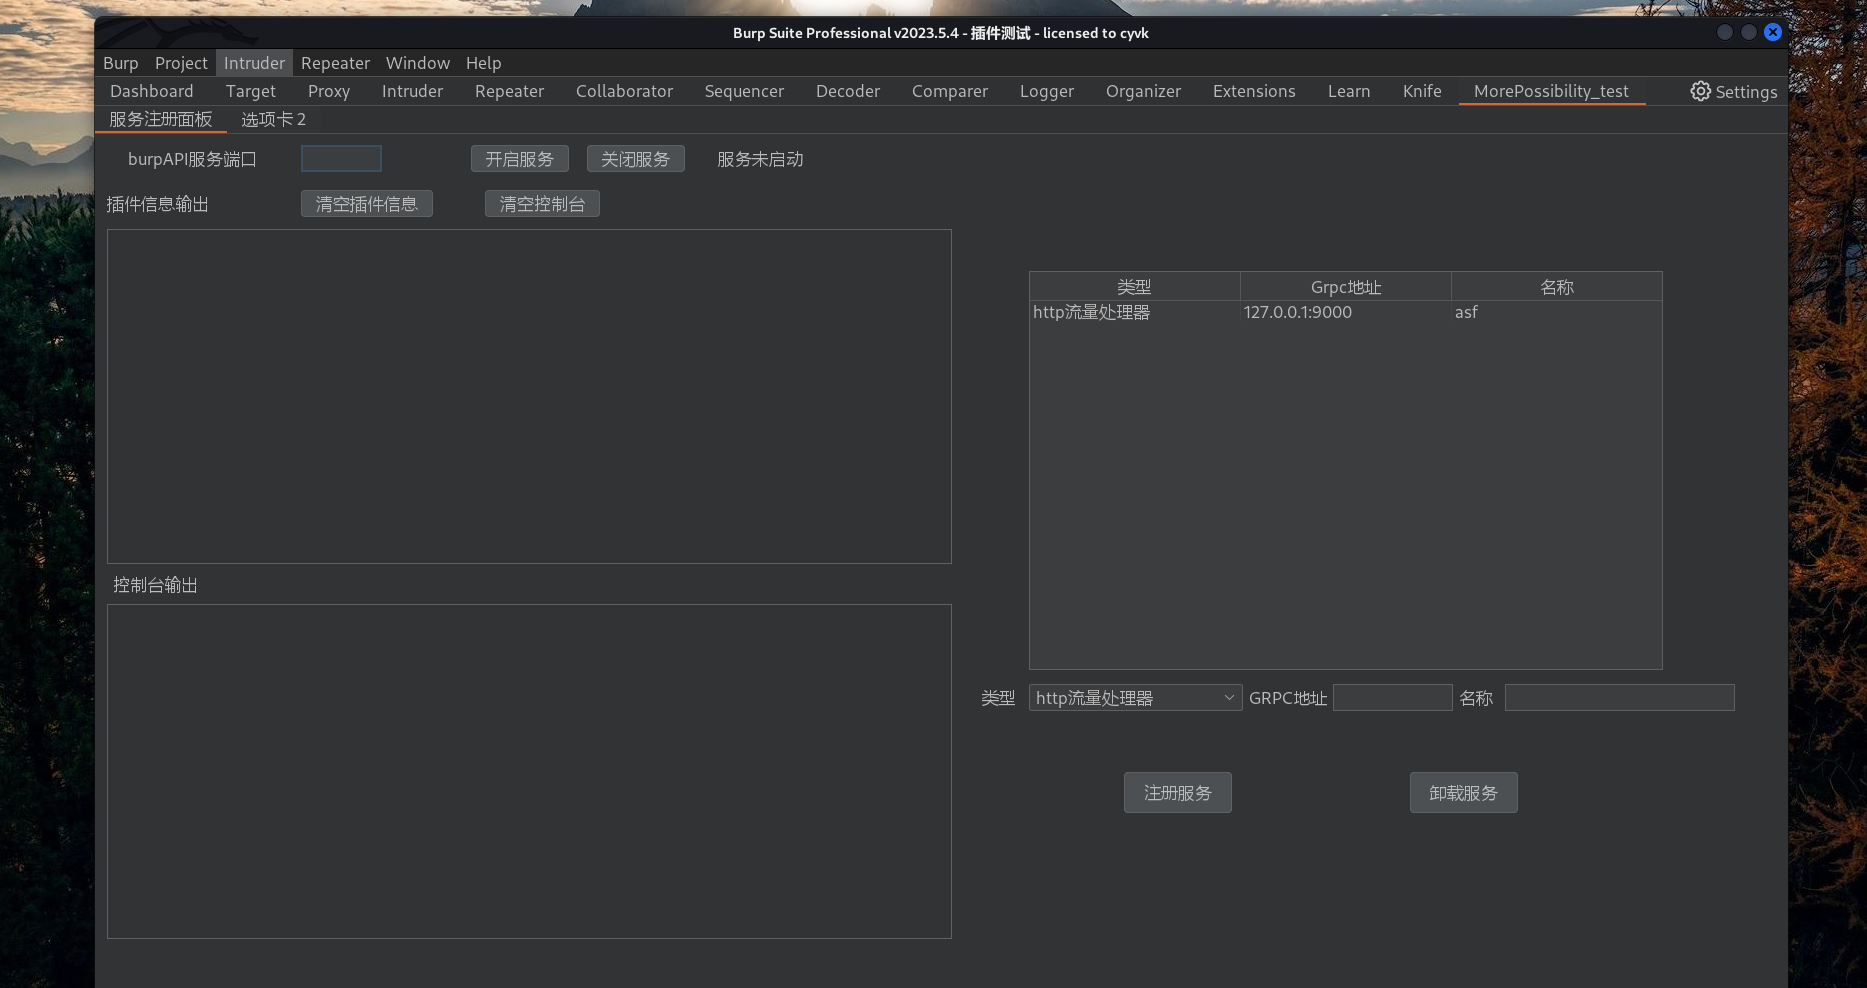 Burp Suite Professional v2023.5.4 - 插件测试 - licensed to cyvk
Burp Project Intruder Repeater Window Help
Dashboard Target Proxy Intruder Repeater Collaborator Sequencer Decoder Comparer Logger Organizer Extensions Learn Knife MorePossibility_test Settings
服务注册面板 选项卡 2
burpAPI服务端口 开启服务 关闭服务 服务未启动
插件信息输出 清空插件信息 清空控制台
类型 Grpc地址 名称
http流量处理器 127.0.0.1:9000 asf
控制台输出
类型 http流量处理器 GRPC地址 名称
注册服务 卸载服务